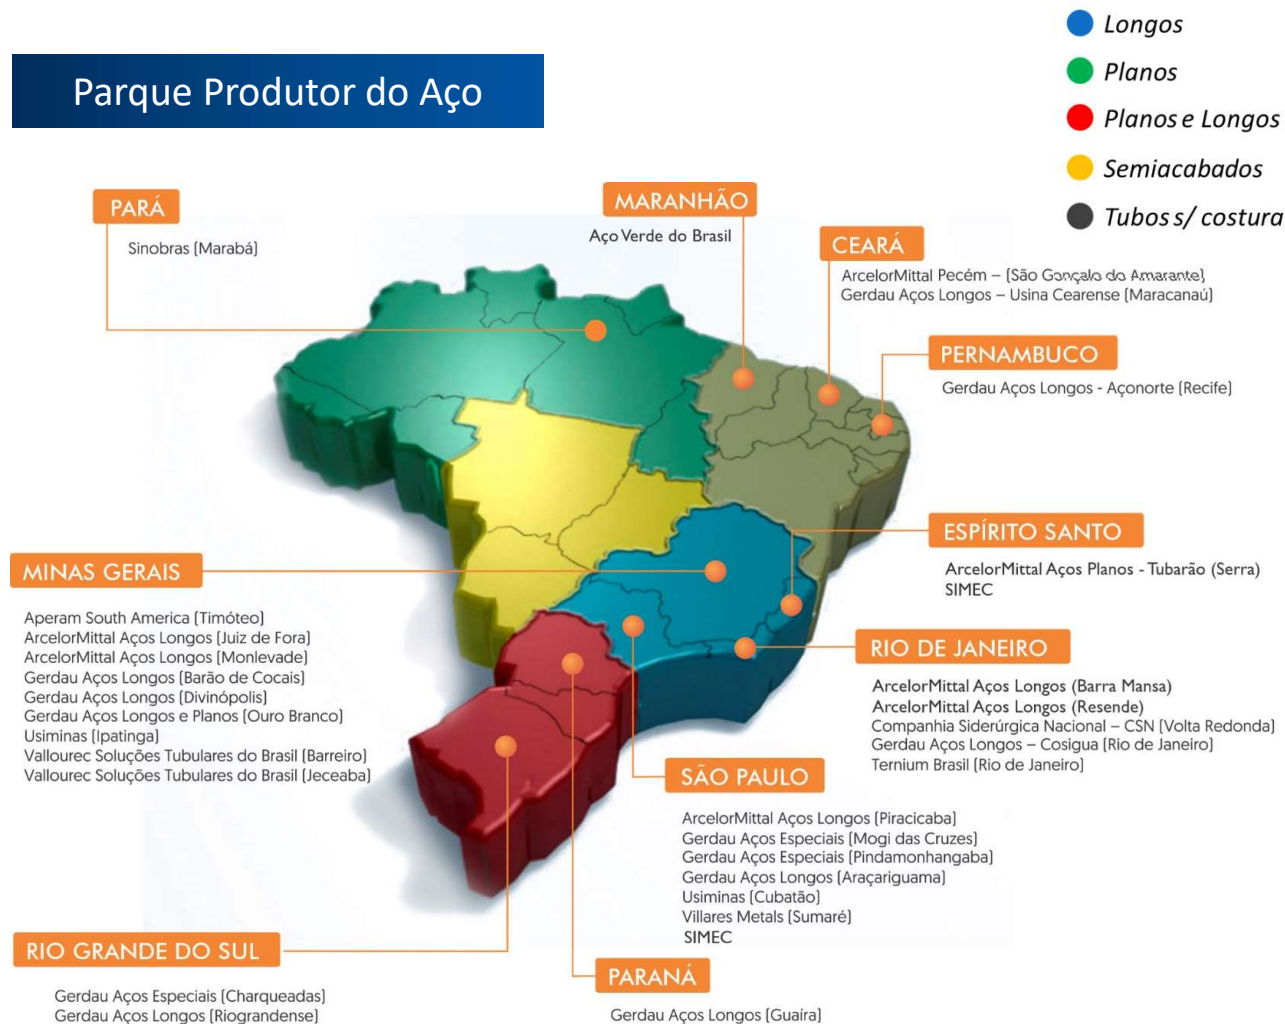 Longos
Planos
Planos e Longos
Semiacabados
Tubos s/ costura
Parque Produtor do Aço
PARÁ
Sinobras (Marabá)
MARANHÃO
Aço Verde do Brasil
CEARÁ
ArcelorMittal Pecém – (São Gonçalo do Amarante)
Gerdau Aços Longos – Usina Cearense (Maracanaú)
PERNAMBUCO
Gerdau Aços Longos - Açonorte (Recife)
ESPÍRITO SANTO
ArcelorMittal Aços Planos - Tubarão (Serra)
SIMEC
MINAS GERAIS
Aperam South America (Timóteo)
ArcelorMittal Aços Longos (Juiz de Fora)
ArcelorMittal Aços Longos (Monlevade)
Gerdau Aços Longos (Barão de Cocais)
Gerdau Aços Longos (Divinópolis)
Gerdau Aços Longos e Planos (Ouro Branco)
Usiminas (Ipatinga)
Vallourec Soluções Tubulares do Brasil (Barreiro)
Vallourec Soluções Tubulares do Brasil (Jeceaba)
RIO DE JANEIRO
ArcelorMittal Aços Longos (Barra Mansa)
ArcelorMittal Aços Longos (Resende)
Companhia Siderúrgica Nacional – CSN (Volta Redonda)
Gerdau Aços Longos – Cosigua (Rio de Janeiro)
Ternium Brasil (Rio de Janeiro)
SÃO PAULO
ArcelorMittal Aços Longos (Piracicaba)
Gerdau Aços Especiais (Mogi das Cruzes)
Gerdau Aços Especiais (Pindamonhangaba)
Gerdau Aços Longos (Araçariguama)
Usiminas (Cubatão)
Villares Metals (Sumaré)
SIMEC
RIO GRANDE DO SUL
Gerdau Aços Especiais (Charqueadas)
Gerdau Aços Longos (Riograndense)
PARANÁ
Gerdau Aços Longos (Guaíra)